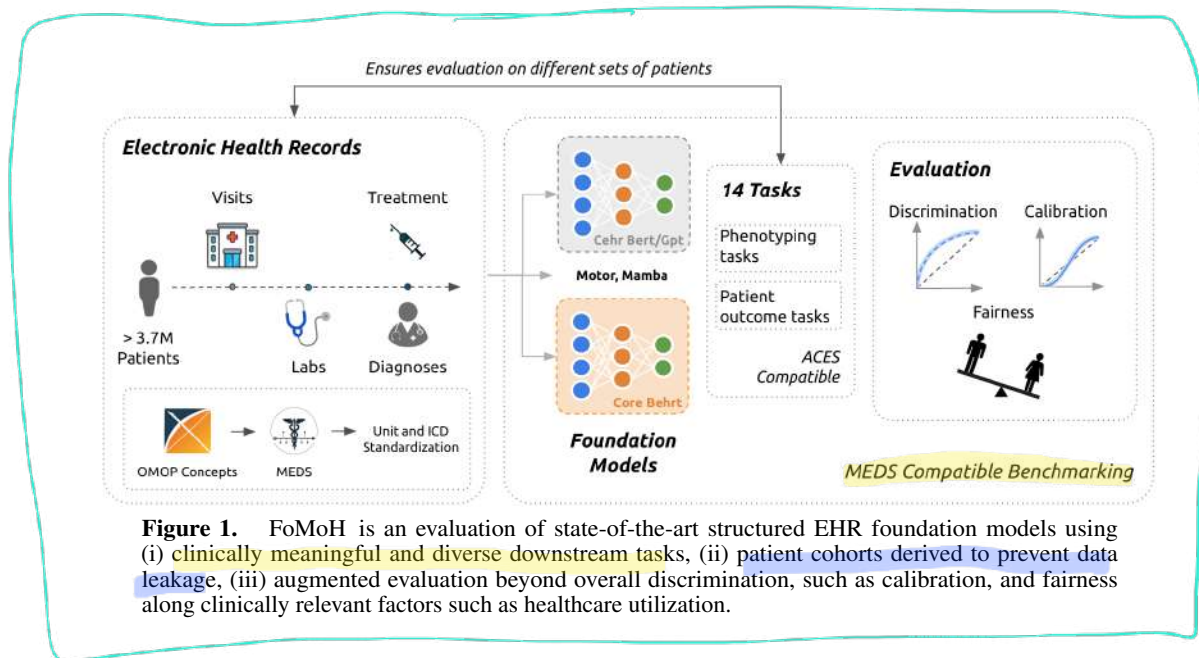 Ensures evaluation on different sets of patients
Electronic Health Records
Visits
Treatment
> 3.7M
Patients
Labs
Diagnoses
OMOP Concepts
MEDS
Unit and ICD
Standardization
Cehr Bert/Gpt
Motor, Mamba
Core Behrt
Foundation
Models
14 Tasks
Phenotyping
tasks
Patient
outcome tasks
ACES
Compatible
Evaluation
Discrimination
Calibration
Fairness
MEDS Compatible Benchmarking
Figure 1. FoMoH is an evaluation of state-of-the-art structured EHR foundation models using
(i) clinically meaningful and diverse downstream tasks, (ii) patient cohorts derived to prevent data
leakage, (iii) augmented evaluation beyond overall discrimination, such as calibration, and fairness
along clinically relevant factors such as healthcare utilization.